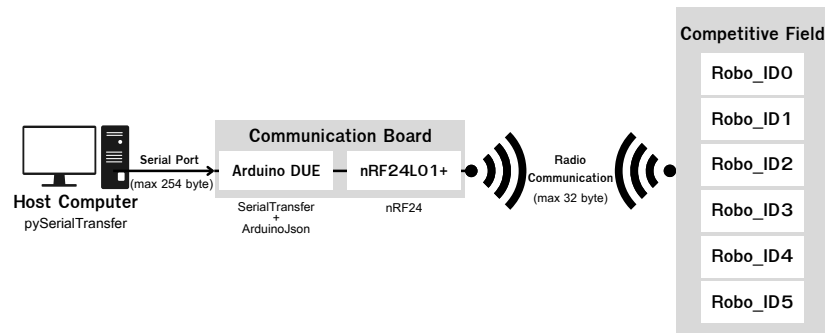 Competitive Field
Robo_ID0
Robo_ID1
Robo_ID2
Robo_ID3
Robo_ID4
Robo_ID5
Communication Board
Arduino DUE
nRF24L01+
SerialTransfer
+
ArduinoJson
nRF24
Serial Port
(max 254 byte)
Host Computer
pySerialTransfer
Radio
Communication
(max 32 byte)